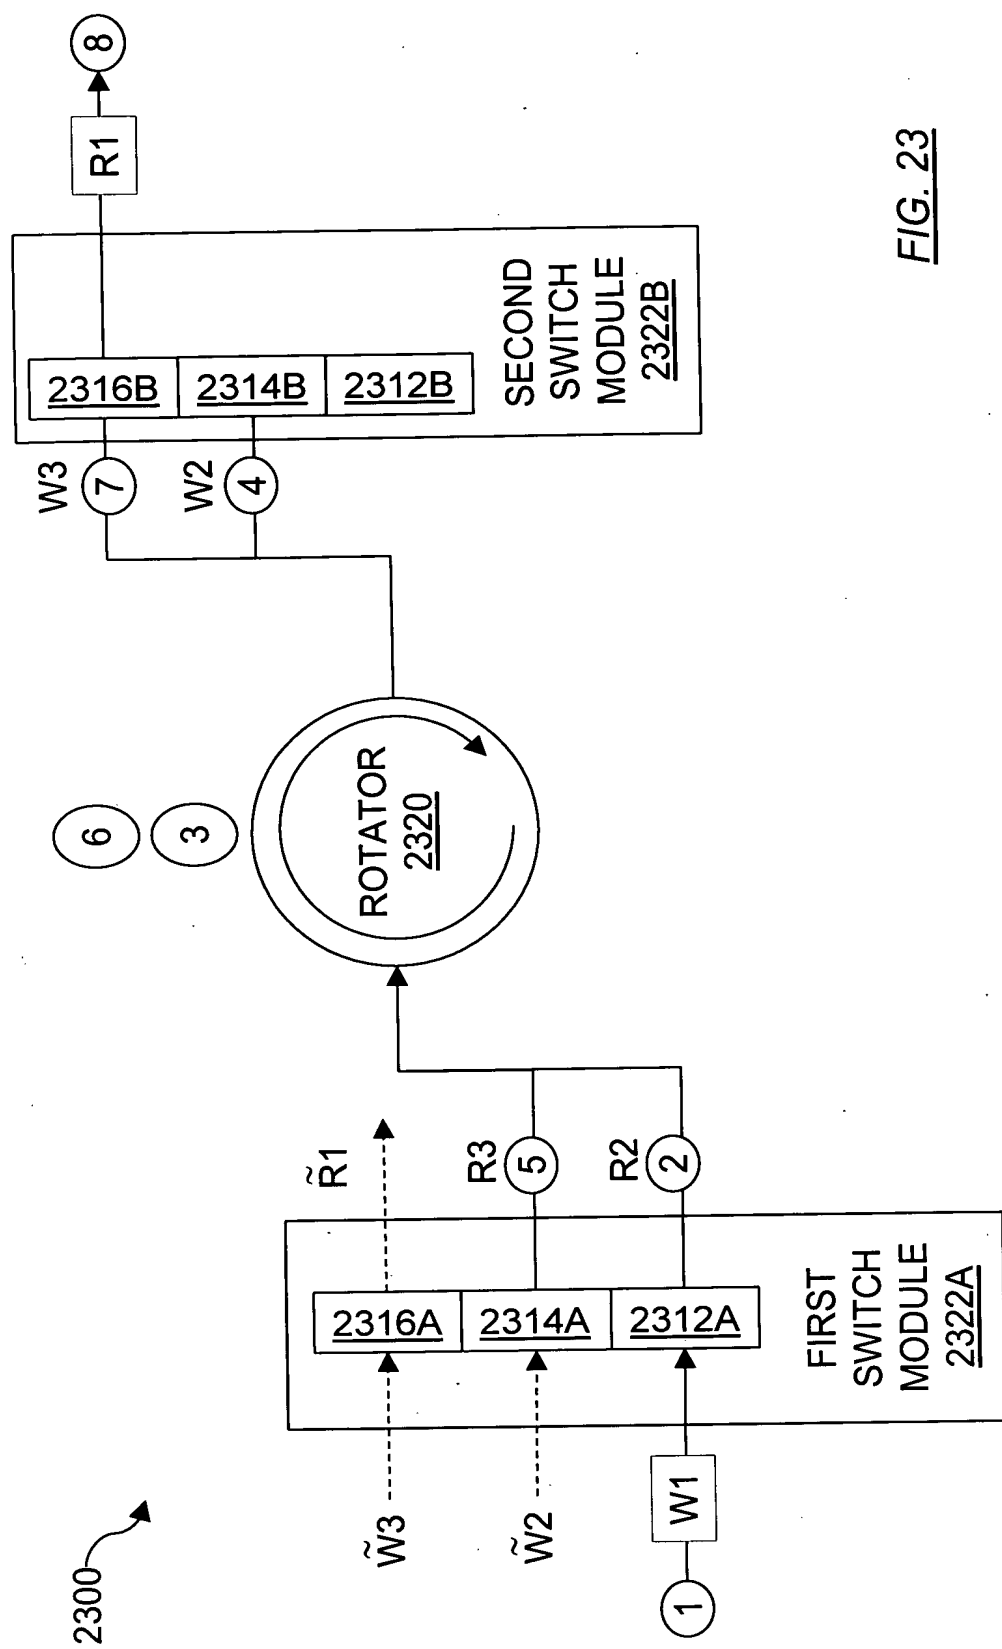 2300
1
W1
W̃2
W̃3
2316A
2314A
2312A
FIRST
SWITCH
MODULE
2322A
R̃1
R3
5
R2
2
6
3
ROTATOR
2320
W3
7
W2
4
2316B
2314B
2312B
SECOND
SWITCH
MODULE
2322B
R1
8
FIG. 23